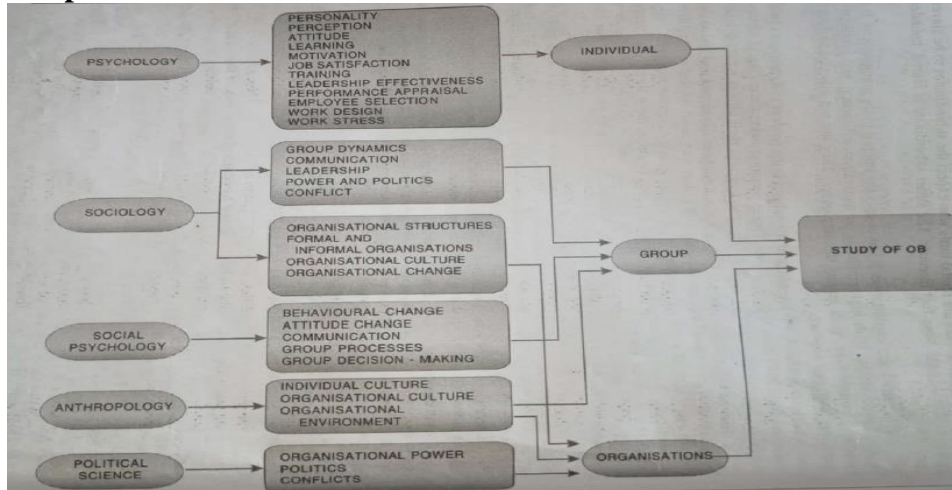 PSYCHOLOGY
PERSONALITY
PERCEPTION
ATTITUDE
LEARNING
MOTIVATION
JOB SATISFACTION
TRAINING
LEADERSHIP EFFECTIVENESS
PERFORMANCE APPRAISAL
EMPLOYEE SELECTION
WORK DESIGN
WORK STRESS
INDIVIDUAL
SOCIOLOGY
GROUP DYNAMICS
COMMUNICATION
LEADERSHIP
POWER AND POLITICS
CONFLICT
ORGANISATIONAL STRUCTURES
FORMAL AND
INFORMAL ORGANISATIONS
ORGANISATIONAL CULTURE
ORGANISATIONAL CHANGE
GROUP
STUDY OF OB
SOCIAL
PSYCHOLOGY
BEHAVIOURAL CHANGE
ATTITUDE CHANGE
COMMUNICATION
GROUP PROCESSES
GROUP DECISION - MAKING
ANTHROPOLOGY
INDIVIDUAL CULTURE
ORGANISATIONAL CULTURE
ORGANISATIONAL
ENVIRONMENT
POLITICAL
SCIENCE
ORGANISATIONAL POWER
POLITICS
CONFLICTS
ORGANISATIONS